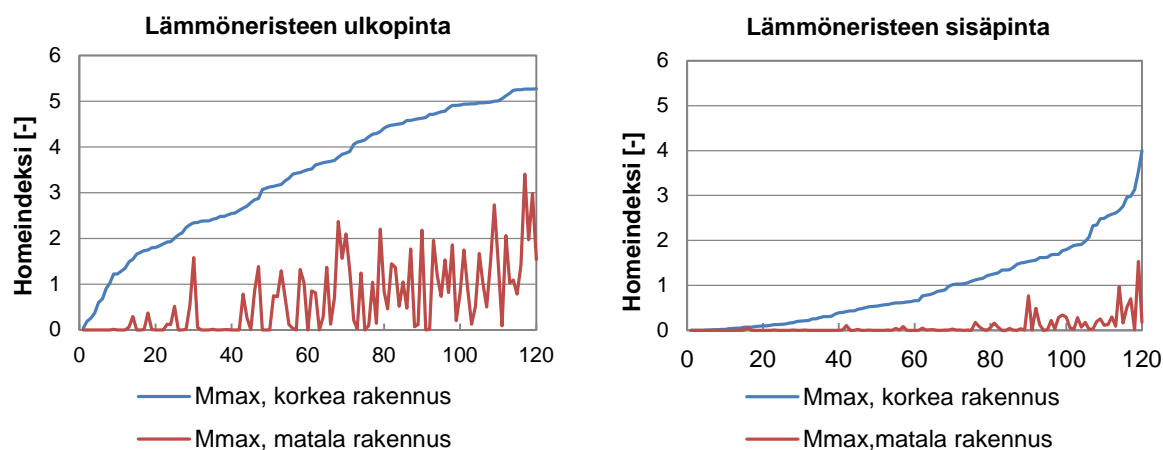 Lämmöneristeen ulkopinta
Homeindeksi [-]
6
5
4
3
2
1
0
0 20 40 60 80 100 120
Mmax, korkea rakennus
Mmax, matala rakennus
Lämmöneristeen sisäpinta
Homeindeksi [-]
6
5
4
3
2
1
0
0 20 40 60 80 100 120
Mmax, korkea rakennus
Mmax,matala rakennus